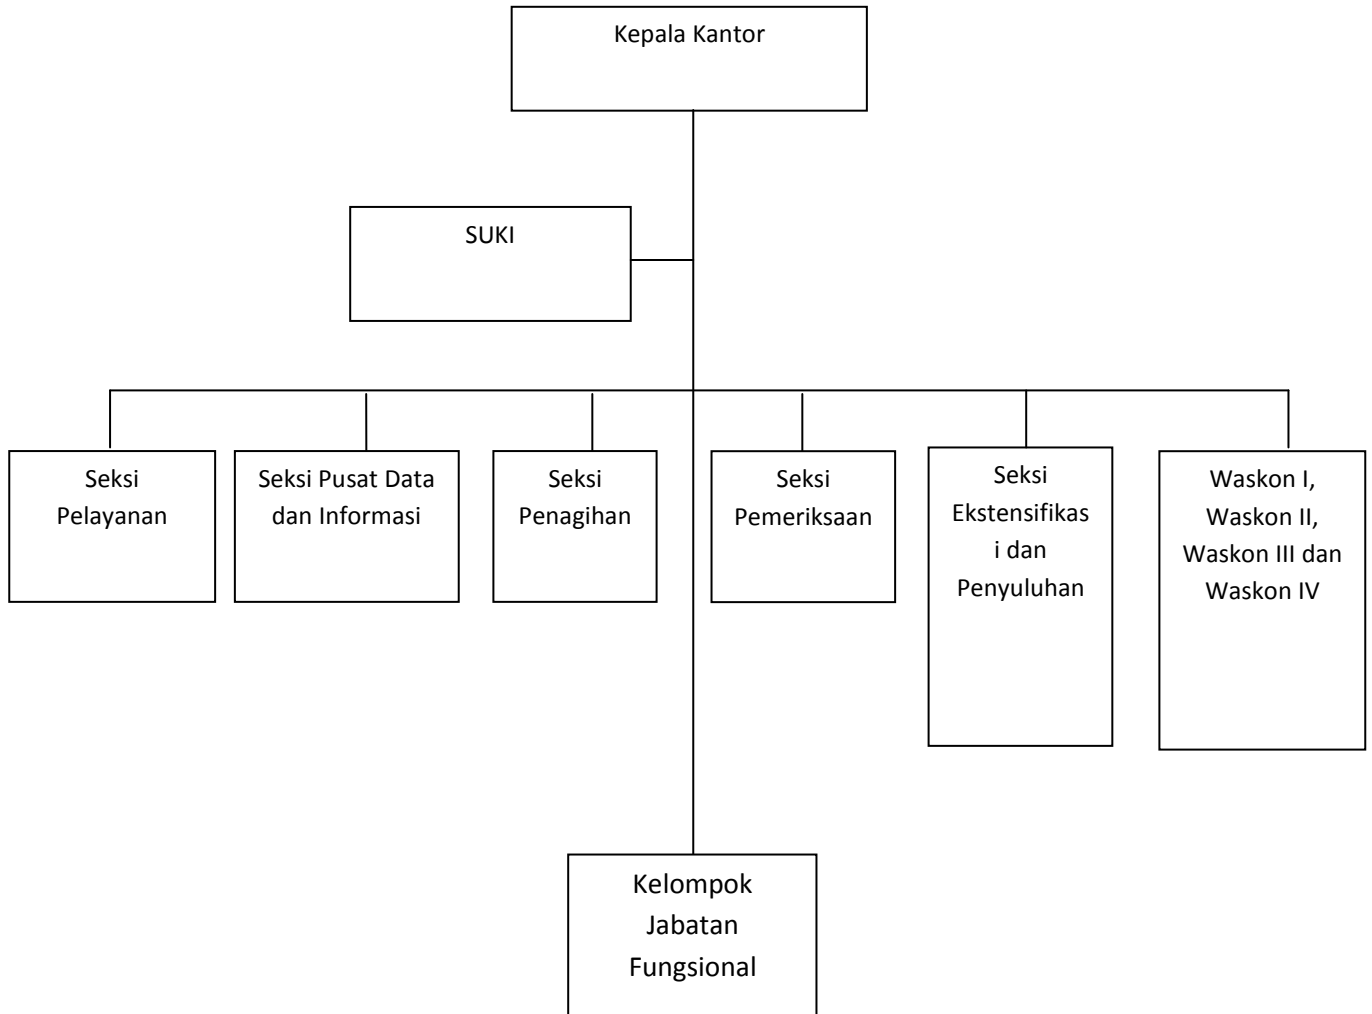 Kepala Kantor
SUKI
Seksi
Pelayanan
Seksi Pusat Data
dan Informasi
Seksi
Penagihan
Seksi
Pemeriksaan
Seksi
Ekstensifikas
i dan
Penyuluhan
Waskon I,
Waskon II,
Waskon III dan
Waskon IV
Kelompok
Jabatan
Fungsional